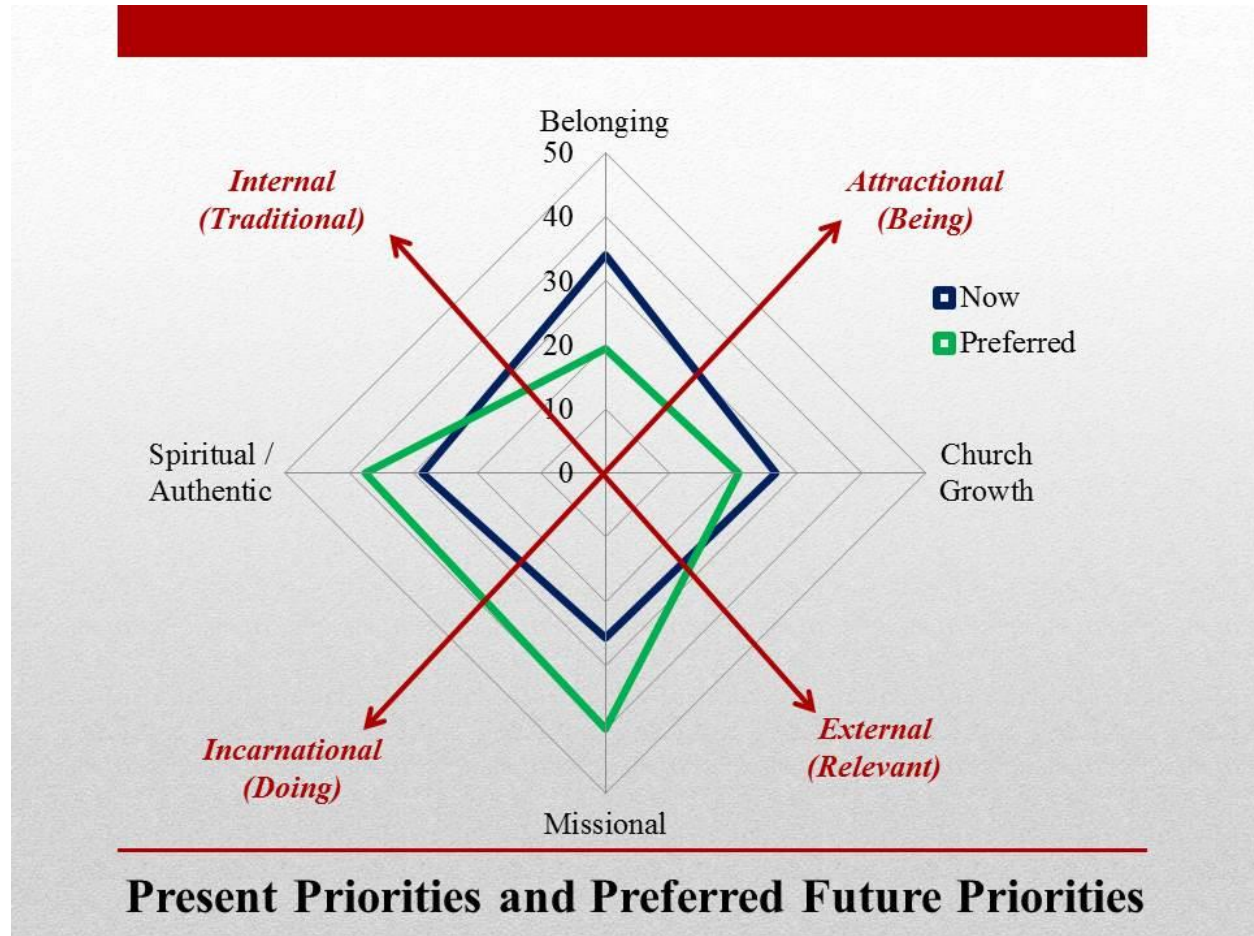 Belonging
50
Internal
(Traditional)
Attractional
(Being)
40
30
Now
20
Preferred
10
Spiritual /
Authentic
0
Church
Growth
Incarnational
(Doing)
External
(Relevant)
Missional
Present Priorities and Preferred Future Priorities